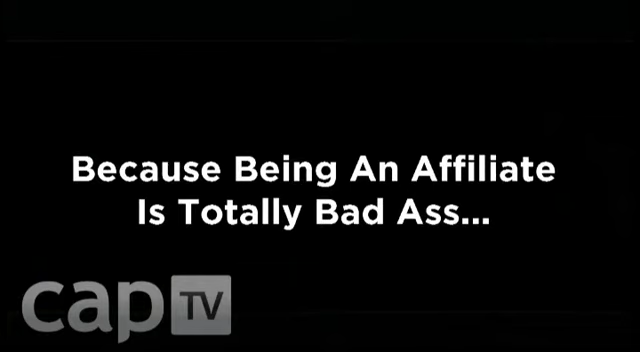 Because Being An Affiliate
Is Totally Bad Ass...
cap TV